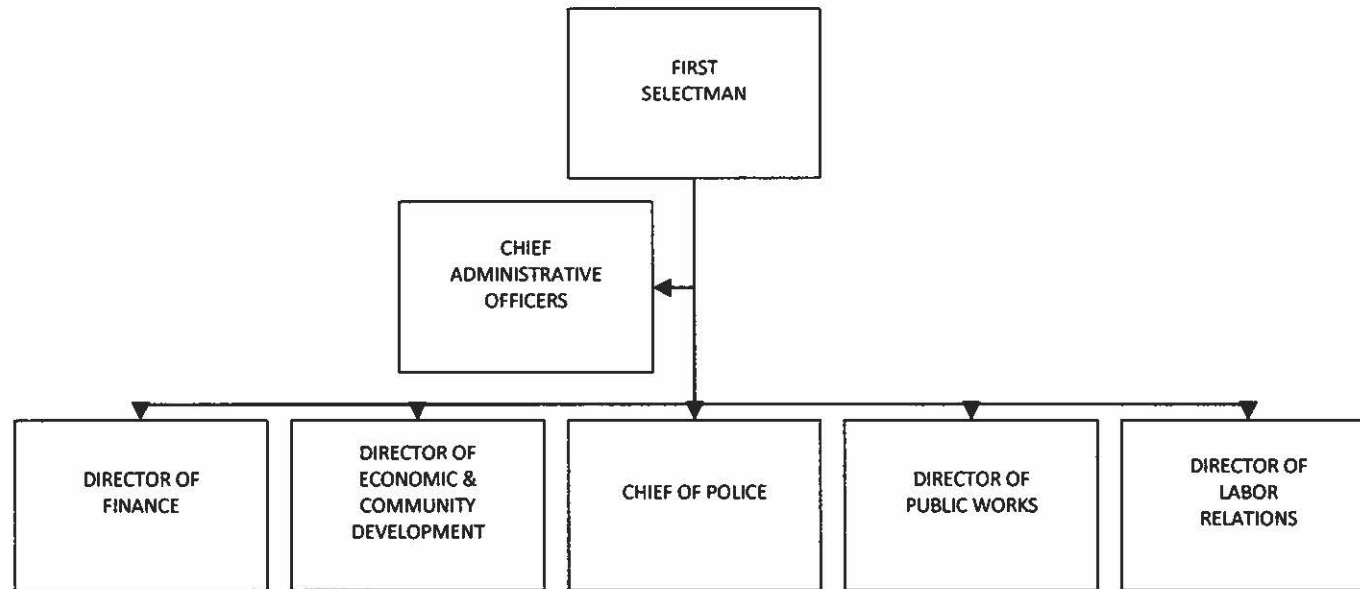 FIRST
SELECTMAN
CHIEF
ADMINISTRATIVE
OFFICERS
DIRECTOR OF
FINANCE
DIRECTOR OF
ECONOMIC &
COMMUNITY
DEVELOPMENT
CHIEF OF POLICE
DIRECTOR OF
PUBLIC WORKS
DIRECTOR OF
LABOR
RELATIONS